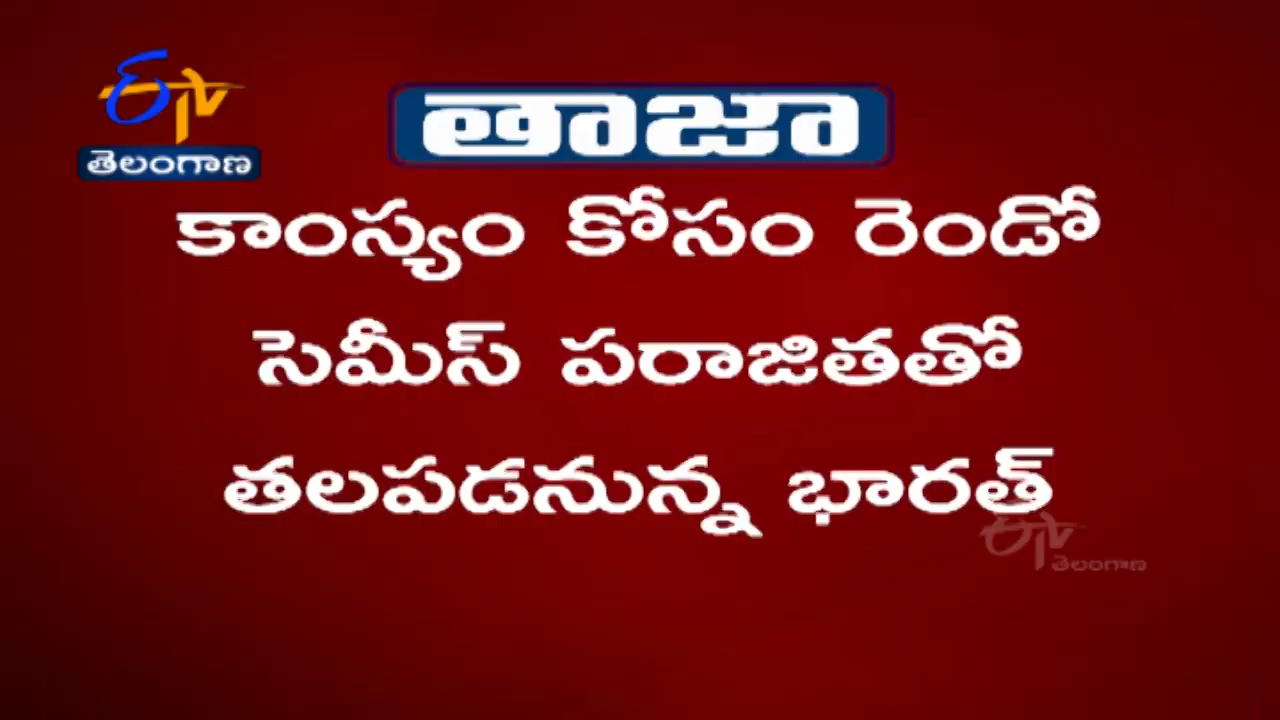 ETV
తెలంగాణ
తాజా
కాంస్యం కోసం రెండో
సెమీస్ పరాజితతో
తలపడనున్న భారత్
ETV
తెలంగాణ